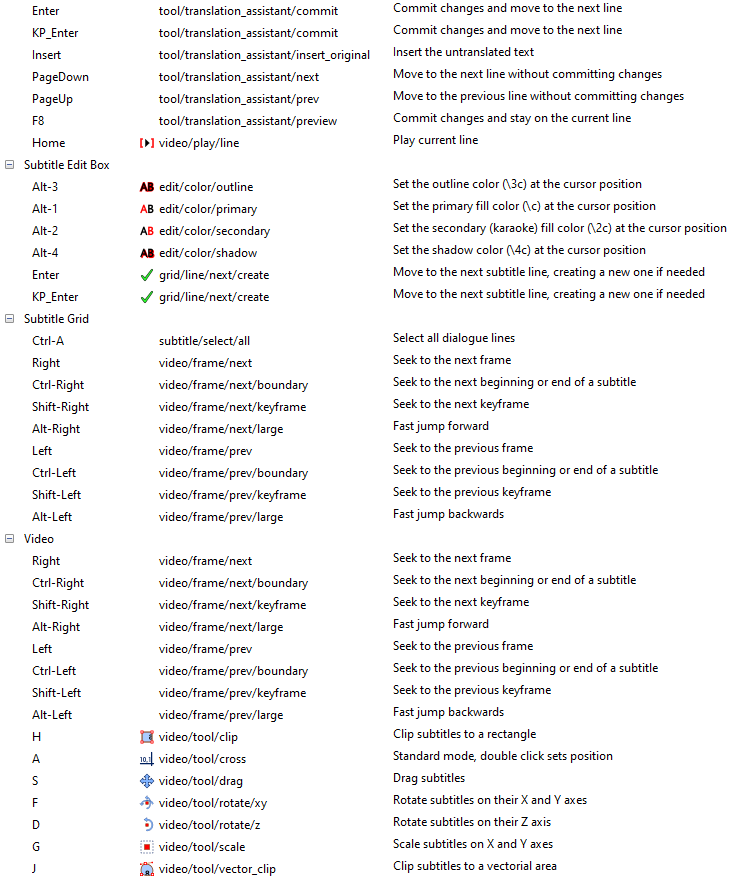 Enter tool/translation_assistant/commit Commit changes and move to the next line
KP_Enter tool/translation_assistant/commit Commit changes and move to the next line
Insert tool/translation_assistant/insert_original Insert the untranslated text
PageDown tool/translation_assistant/next Move to the next line without committing changes
PageUp tool/translation_assistant/prev Move to the previous line without committing changes
F8 tool/translation_assistant/preview Commit changes and stay on the current line
Home video/play/line Play current line
Subtitle Edit Box
Alt-3 edit/color/outline Set the outline color (\3c) at the cursor position
Alt-1 edit/color/primary Set the primary fill color (\c) at the cursor position
Alt-2 edit/color/secondary Set the secondary (karaoke) fill color (\2c) at the cursor position
Alt-4 edit/color/shadow Set the shadow color (\4c) at the cursor position
Enter grid/line/next/create Move to the next subtitle line, creating a new one if needed
KP_Enter grid/line/next/create Move to the next subtitle line, creating a new one if needed
Subtitle Grid
Ctrl-A subtitle/select/all Select all dialogue lines
Right video/frame/next Seek to the next frame
Ctrl-Right video/frame/next/boundary Seek to the next beginning or end of a subtitle
Shift-Right video/frame/next/keyframe Seek to the next keyframe
Alt-Right video/frame/next/large Fast jump forward
Left video/frame/prev Seek to the previous frame
Ctrl-Left video/frame/prev/boundary Seek to the previous beginning or end of a subtitle
Shift-Left video/frame/prev/keyframe Seek to the previous keyframe
Alt-Left video/frame/prev/large Fast jump backwards
Video
Right video/frame/next Seek to the next frame
Ctrl-Right video/frame/next/boundary Seek to the next beginning or end of a subtitle
Shift-Right video/frame/next/keyframe Seek to the next keyframe
Alt-Right video/frame/next/large Fast jump forward
Left video/frame/prev Seek to the previous frame
Ctrl-Left video/frame/prev/boundary Seek to the previous beginning or end of a subtitle
Shift-Left video/frame/prev/keyframe Seek to the previous keyframe
Alt-Left video/frame/prev/large Fast jump backwards
H video/tool/clip Clip subtitles to a rectangle
A video/tool/cross Standard mode, double click sets position
S video/tool/drag Drag subtitles
F video/tool/rotate/xy Rotate subtitles on their X and Y axes
D video/tool/rotate/z Rotate subtitles on their Z axis
G video/tool/scale Scale subtitles on X and Y axes
J video/tool/vector_clip Clip subtitles to a vectorial area